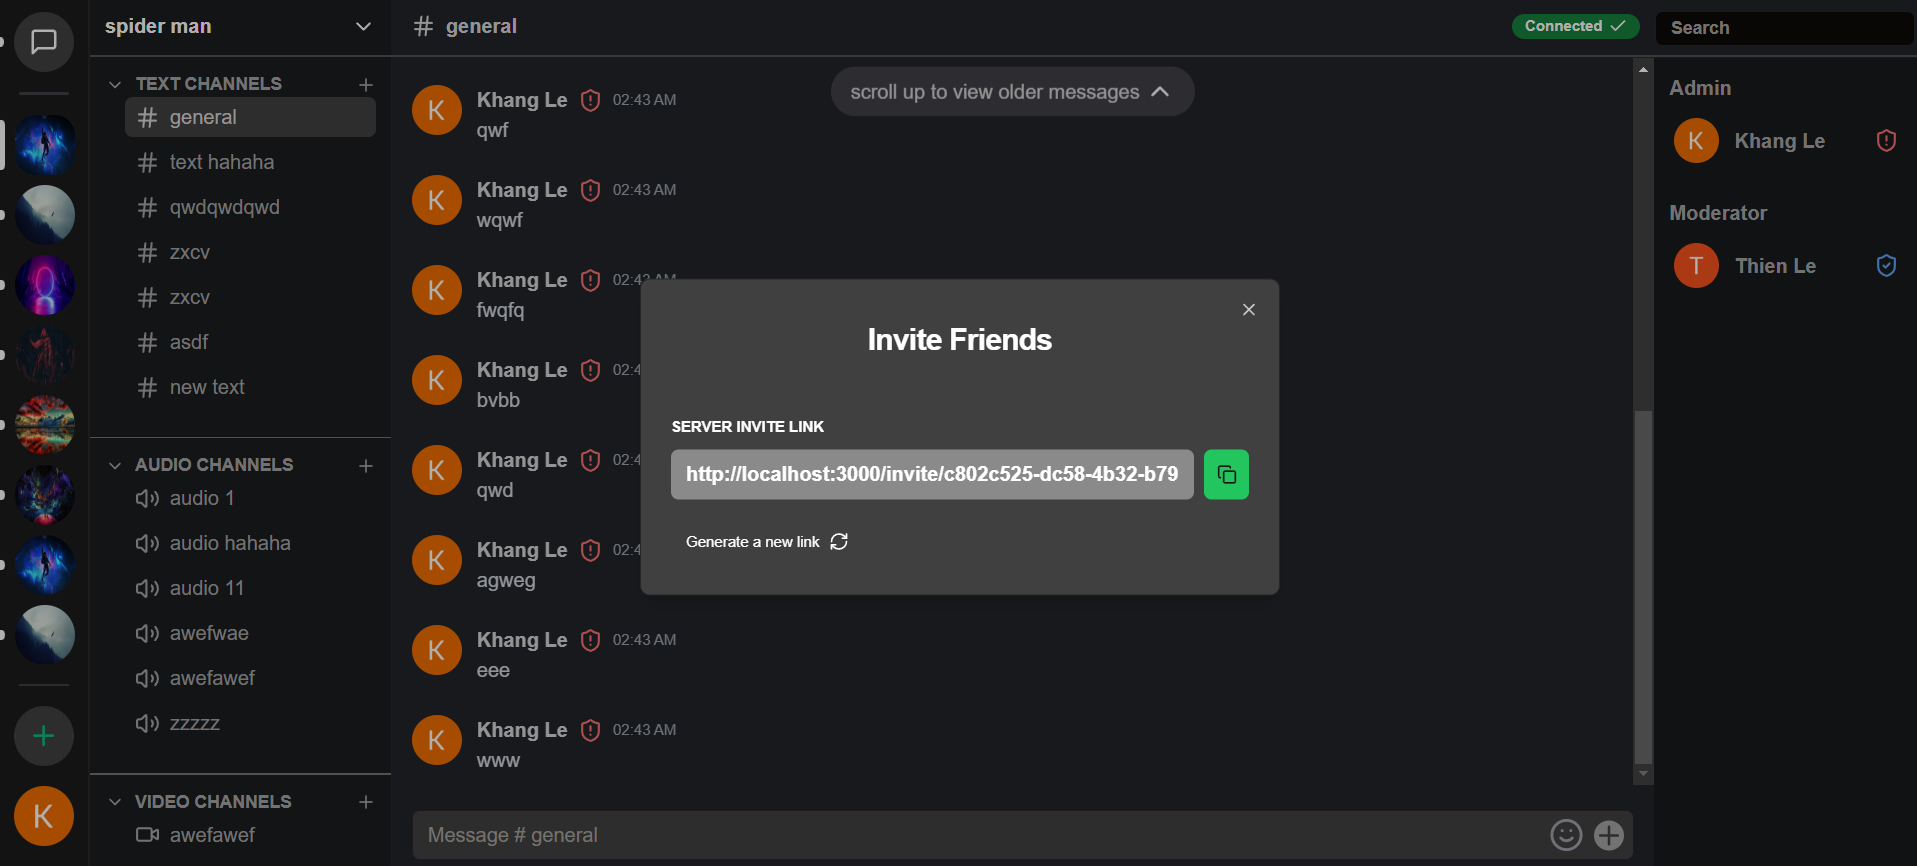 spider man
TEXT CHANNELS
# general
# text hahaha
# qwdqwdqwd
# zxcv
# zxcv
# asdf
# new text
AUDIO CHANNELS
audio 1
audio hahaha
audio 11
awefwae
awefawef
zzzzz
VIDEO CHANNELS
awefawef
K
# general
Connected
Search
scroll up to view older messages
K
Khang Le 02:43 AM
qwf
K
Khang Le 02:43 AM
wqwf
K
Khang Le 02:43 AM
fwqfq
K
Khang Le 02:4
bvbb
K
Khang Le 02:4
qwd
K
Khang Le 02:4
agweg
K
Khang Le 02:43 AM
eee
K
Khang Le 02:43 AM
www
Message # general
Invite Friends
SERVER INVITE LINK
http://localhost:3000/invite/c802c525-dc58-4b32-b79
Generate a new link
Admin
K
Khang Le
Moderator
T
Thien Le